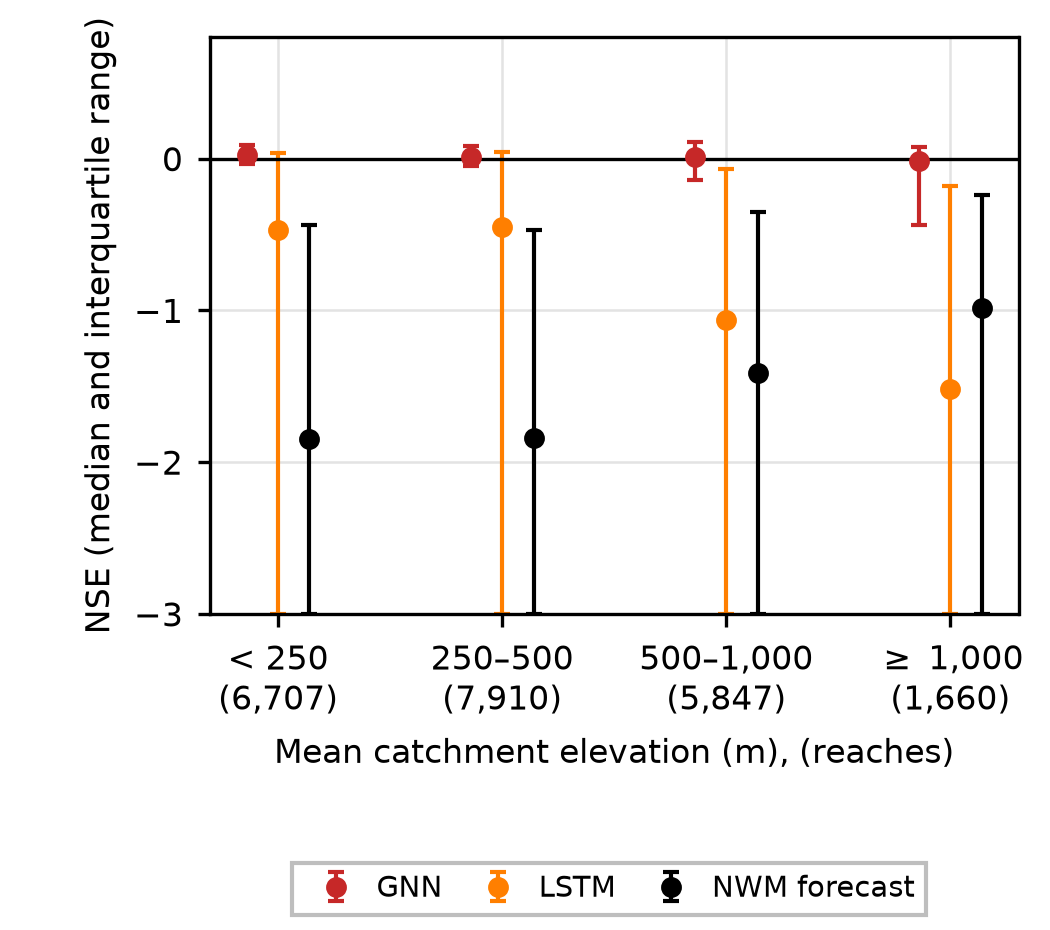 NSE (median and interquartile range)
0
−1
−2
−3
< 250
(6,707)
250–500
(7,910)
500–1,000
(5,847)
≥ 1,000
(1,660)
Mean catchment elevation (m), (reaches)
GNN
LSTM
NWM forecast